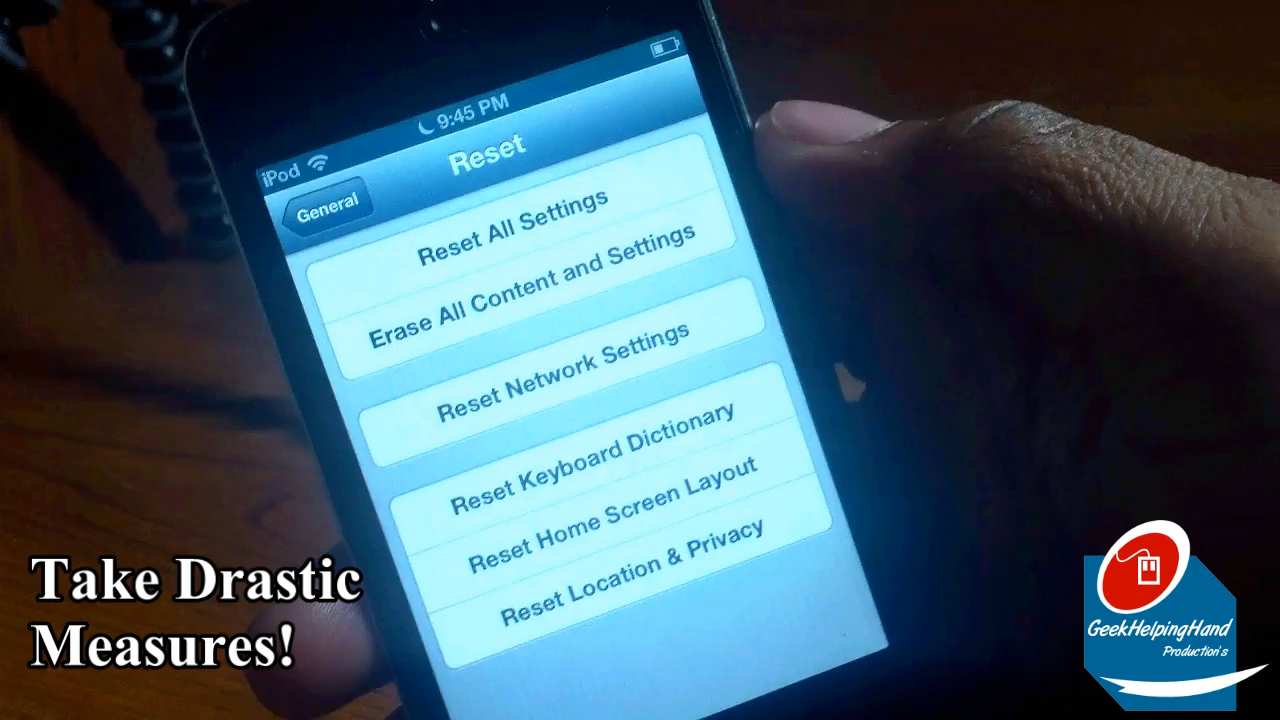 iPod 9:45 PM
General Reset
Reset All Settings
Erase All Content and Settings
Reset Network Settings
Reset Keyboard Dictionary
Reset Home Screen Layout
Reset Location & Privacy
Take Drastic
Measures!
GeekHelpingHand
Production's